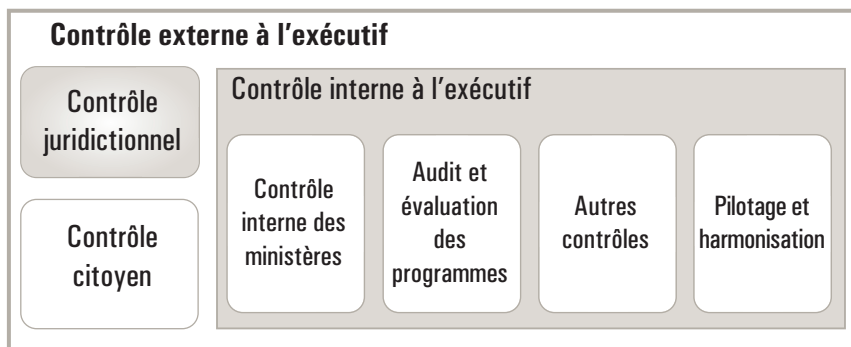 Contrôle externe à l'exécutif
Contrôle
juridictionnel
Contrôle
citoyen
Contrôle interne à l'exécutif
Contrôle
interne des
ministères
Audit et
évaluation
des
programmes
Autres
contrôles
Pilotage et
harmonisation